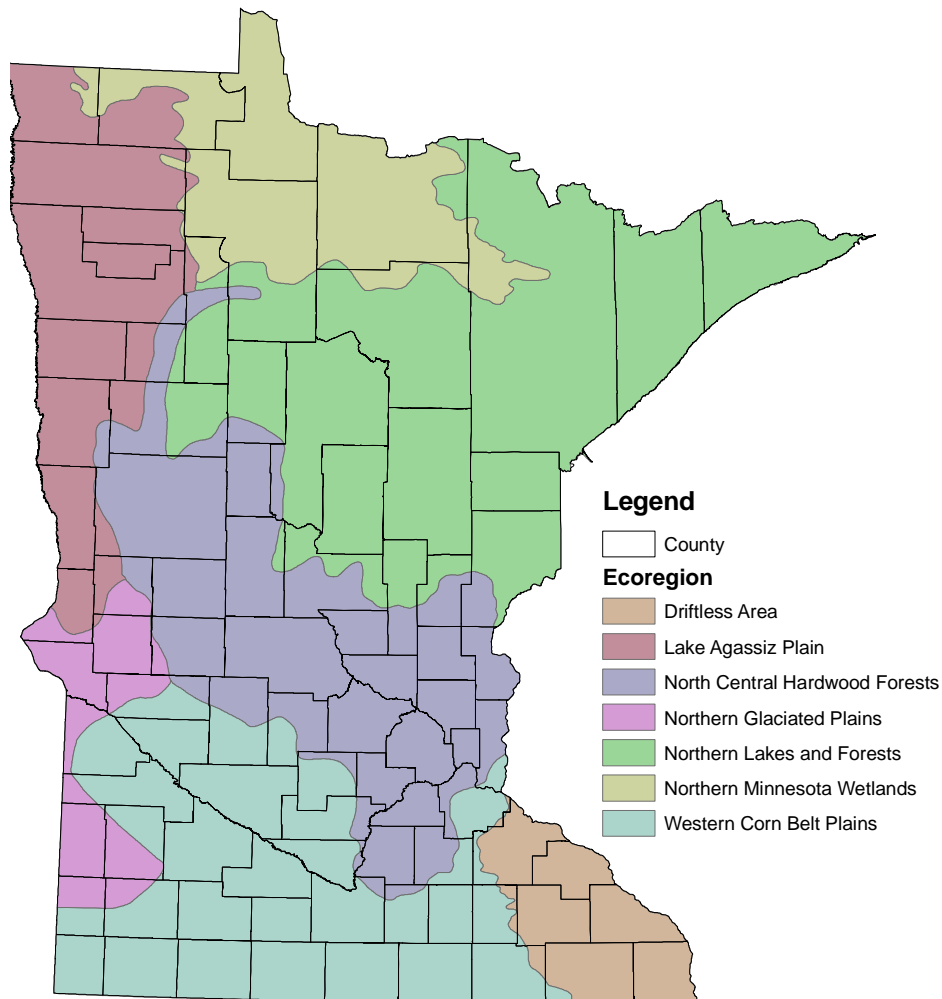 Legend
County
Ecoregion
Driftless Area
Lake Agassiz Plain
North Central Hardwood Forests
Northern Glaciated Plains
Northern Lakes and Forests
Northern Minnesota Wetlands
Western Corn Belt Plains